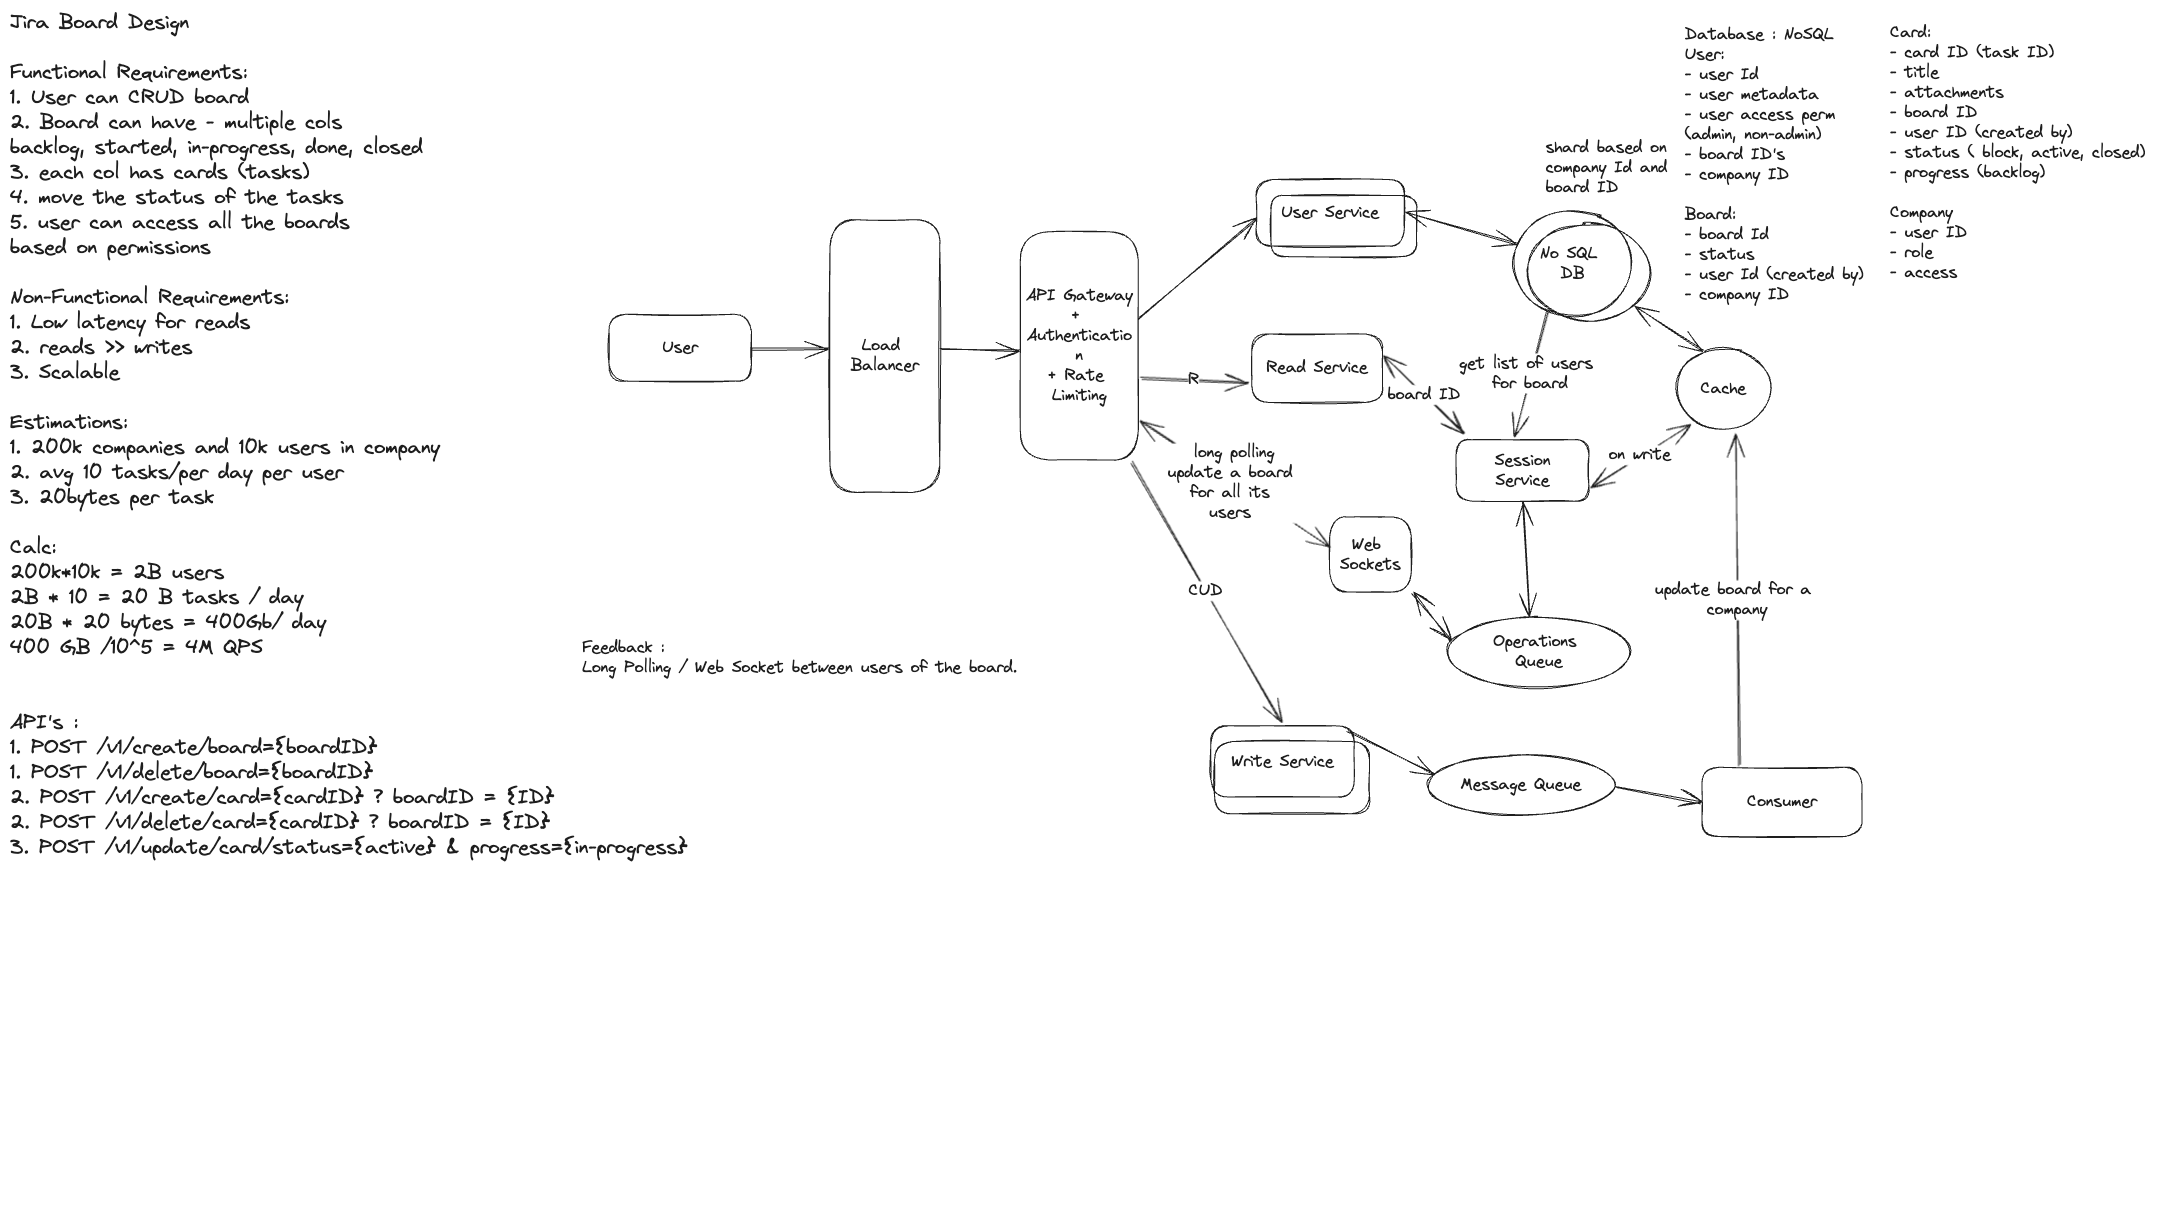 Jira Board Design
Functional Requirements:
1. User can CRUD board
2. Board can have - multiple cols
backlog, started, in-progress, done, closed
3. each col has cards (tasks)
4. move the status of the tasks
5. user can access all the boards
based on permissions
Non-Functional Requirements:
1. Low latency for reads
2. reads >> writes
3. Scalable
Estimations:
1. 200k companies and 10k users in company
2. avg 10 tasks/per day per user
3. 20bytes per task
Calc:
200k*10k = 2B users
2B * 10 = 20 B tasks / day
20B * 20 bytes = 400Gb/ day
400 GB /10^5 = 4M QPS
API's :
1. POST /v1/create/board={boardID}
1. POST /v1/delete/board={boardID}
2. POST /v1/create/card={cardID} ? boardID = {ID}
2. POST /v1/delete/card={cardID} ? boardID = {ID}
3. POST /v1/update/card/status={active} & progress={in-progress}
Feedback :
Long Polling / Web Socket between users of the board.
User
Load
Balancer
API Gateway
+
Authenticatio
n
+ Rate
Limiting
User Service
R
Read Service
board ID
long polling
update a board
for all its
users
CUD
Web
Sockets
Write Service
Message Queue
Consumer
update board for a
company
Operations
Queue
Session
Service
on write
Cache
get list of users
for board
No SQL
DB
shard based on
company Id and
board ID
Database : NoSQL
User:
- user Id
- user metadata
- user access perm
(admin, non-admin)
- board ID's
- company ID
Board:
- board Id
- status
- user Id (created by)
- company ID
Card:
- card ID (task ID)
- title
- attachments
- board ID
- user ID (created by)
- status ( block, active, closed)
- progress (backlog)
Company
- user ID
- role
- access